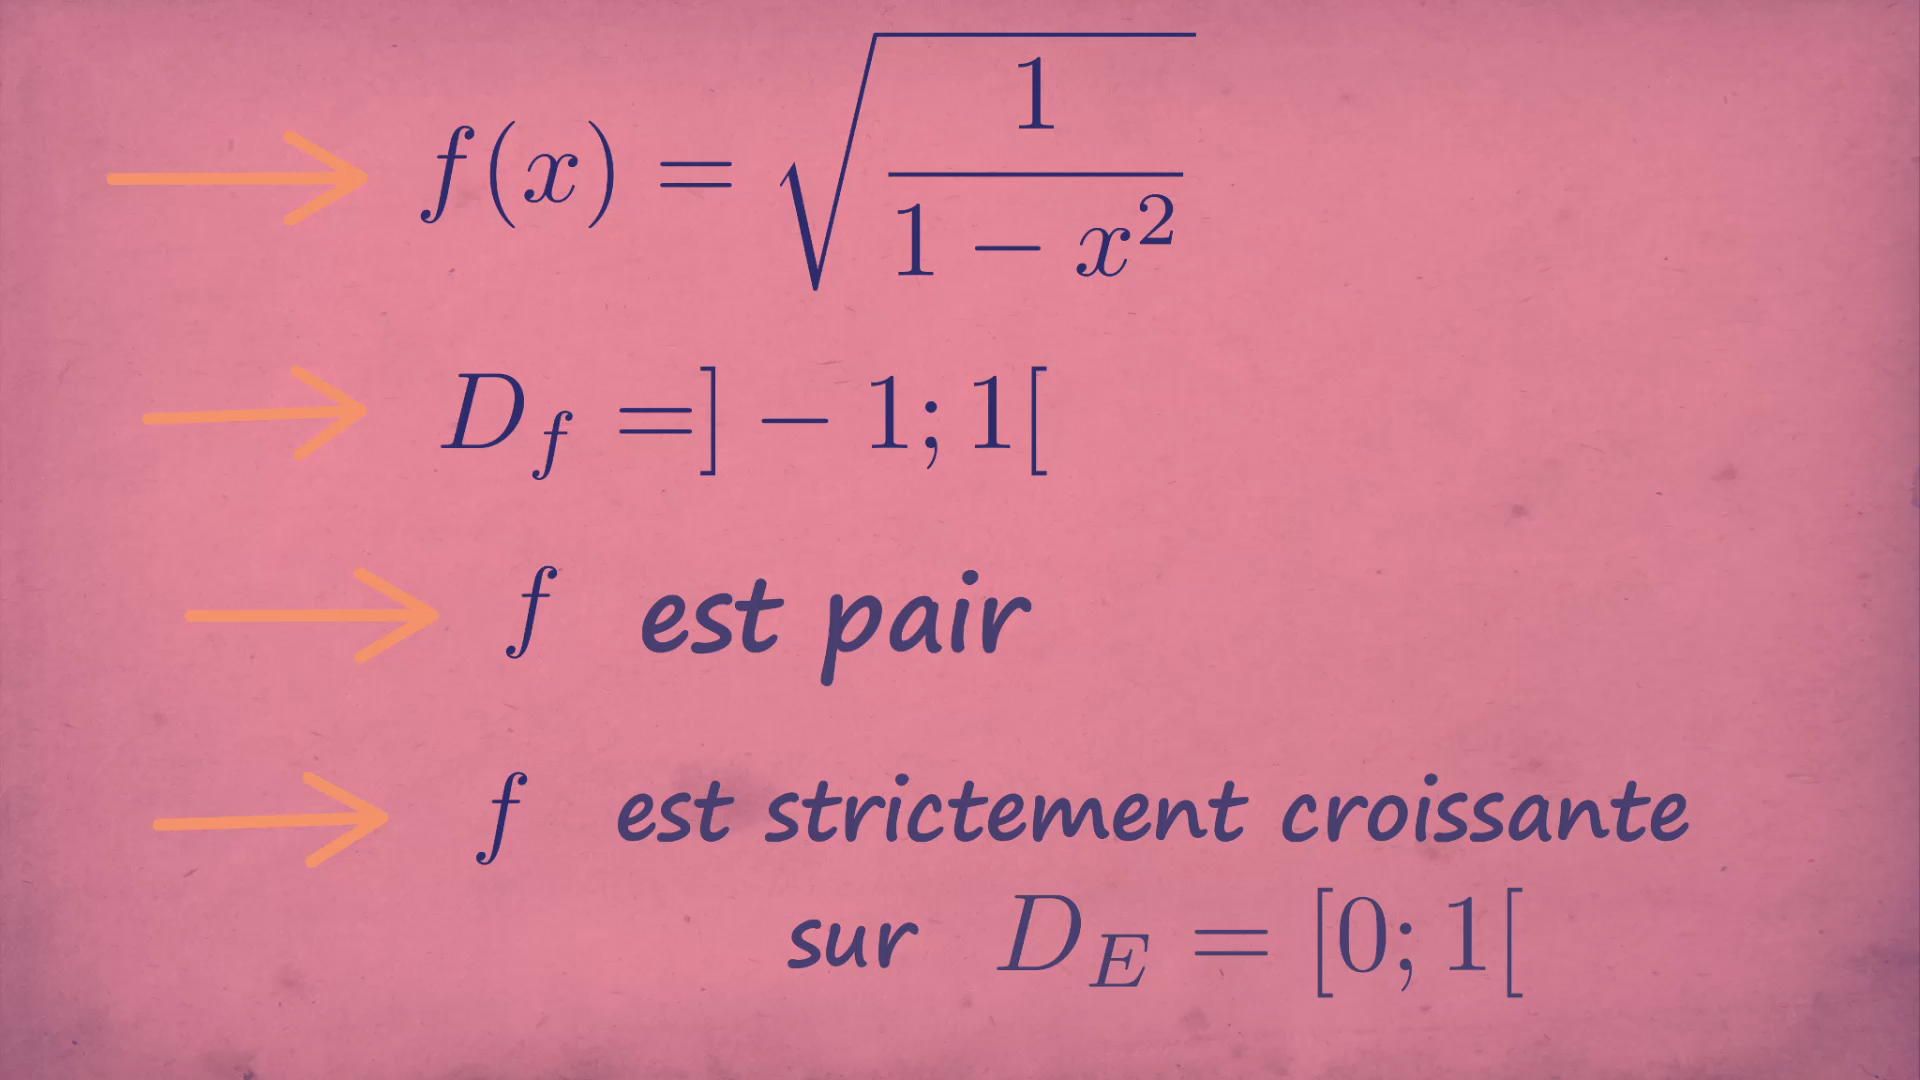 f(x) = √(1/(1 − x²))
D_f =] − 1; 1[
f est pair
f est strictement croissante
sur D_E = [0; 1[